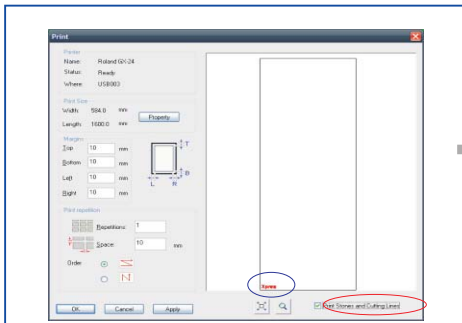 Print
Printer
Name: Roland GX-24
Status: Ready
Where: USB003
Print Size
Width: 584.0 mm
Length: 1600.0 mm
Property
Margins
Top 10 mm
Bottom 10 mm
Left 10 mm
Right 10 mm
T
B
L R
Print repetition
Repetitions: 1
Space: 10 mm
Order
OK
Cancel
Apply
Print Stones and Cutting Lines